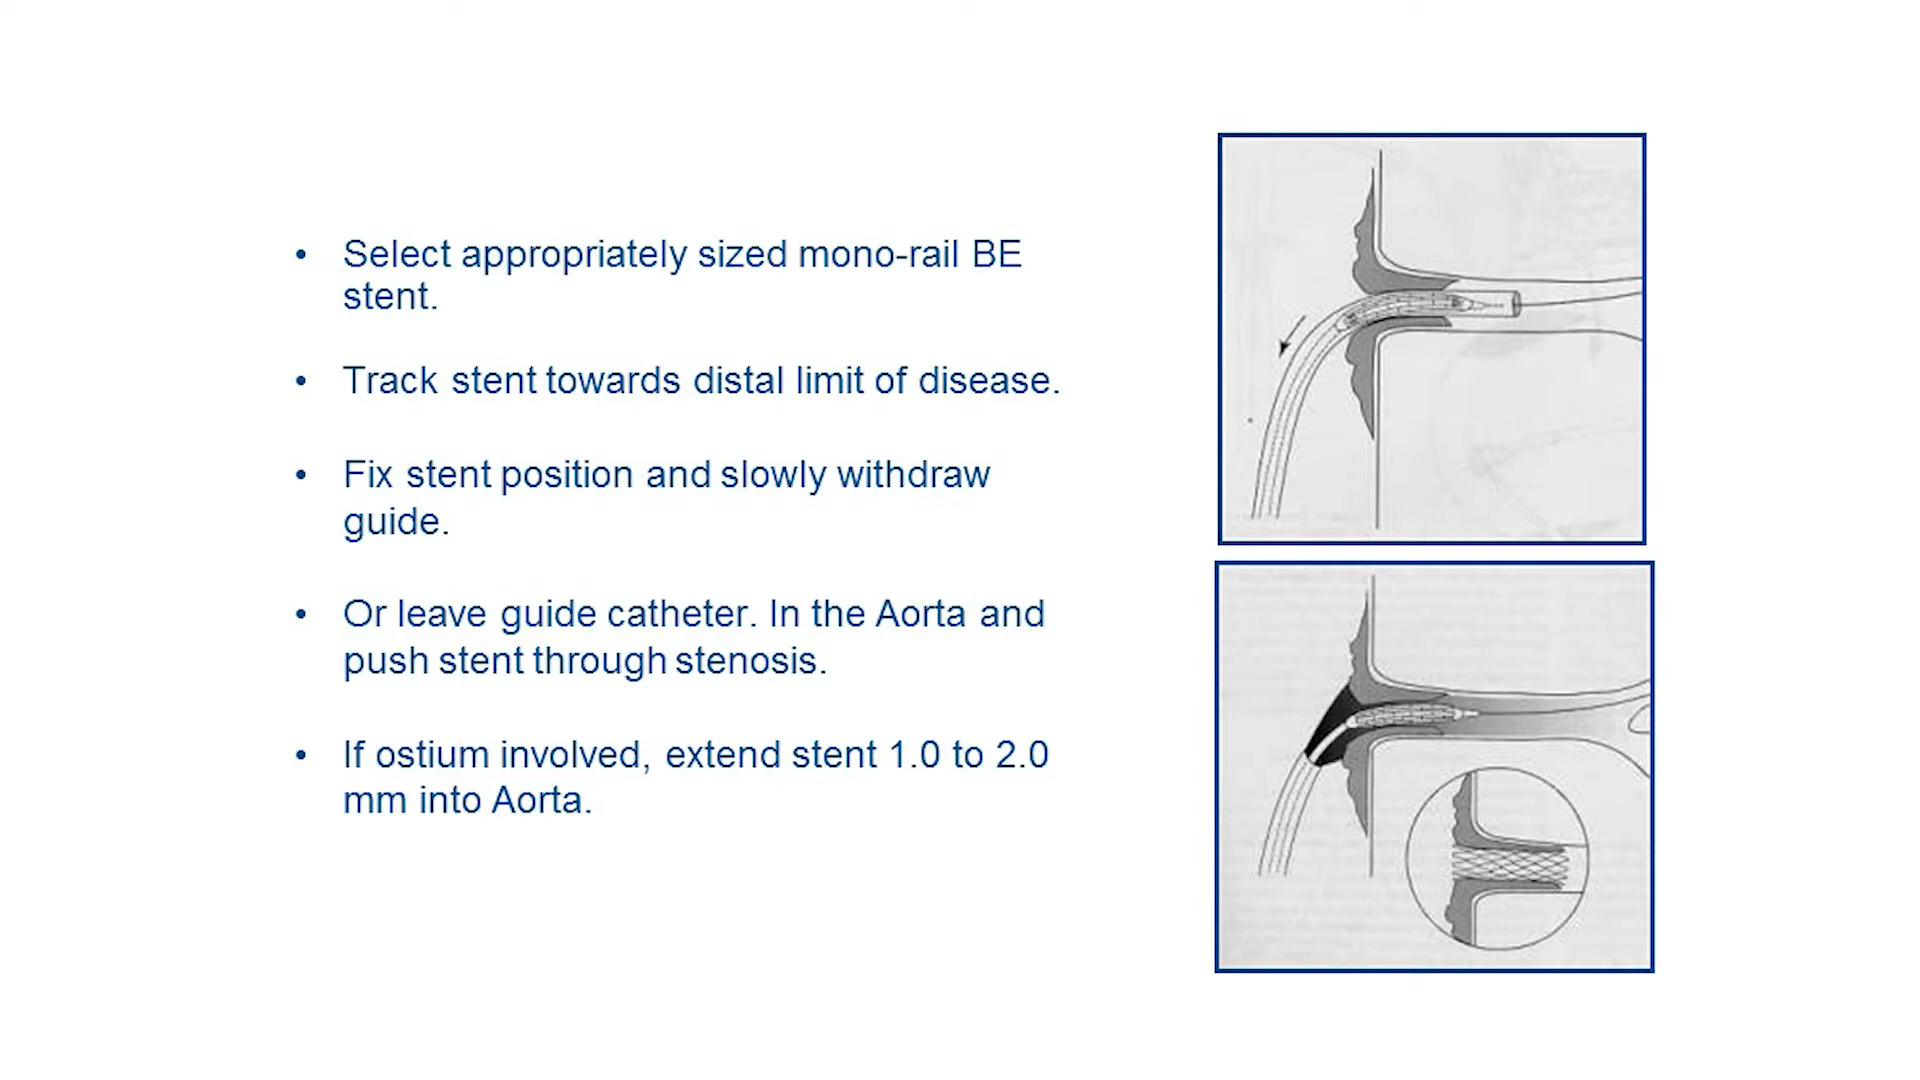 • Select appropriately sized mono-rail BE
stent.
• Track stent towards distal limit of disease.
• Fix stent position and slowly withdraw
guide.
• Or leave guide catheter. In the Aorta and
push stent through stenosis.
• If ostium involved, extend stent 1.0 to 2.0
mm into Aorta.